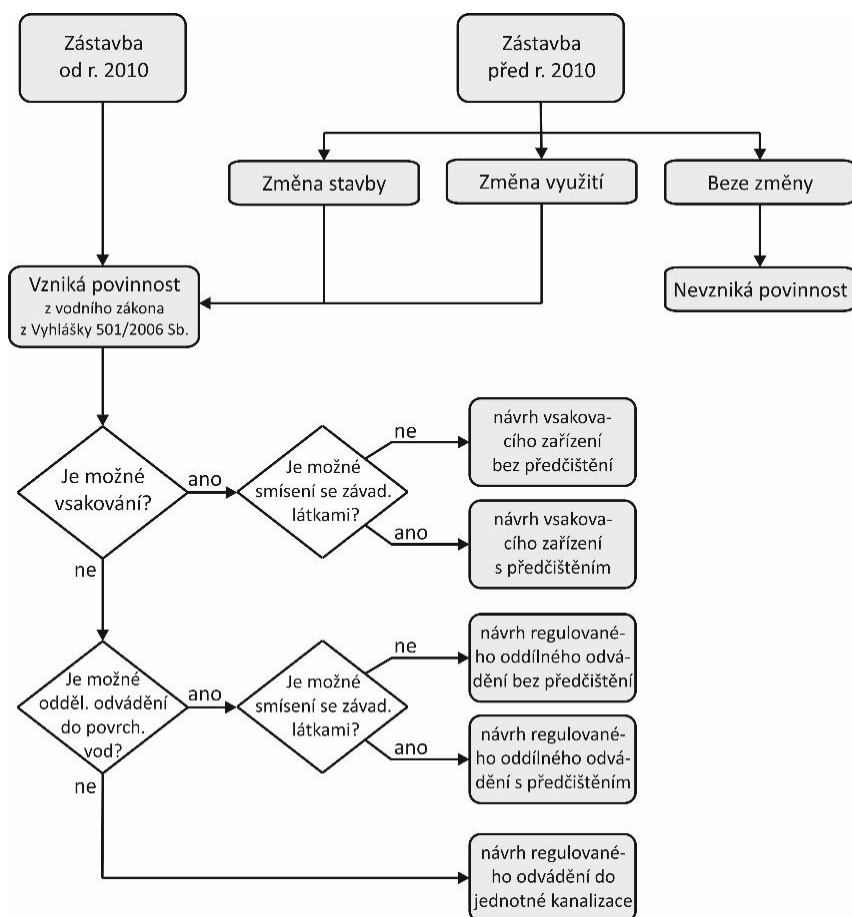 Zástavba
od r. 2010
Zástavba
před r. 2010
Změna stavby
Změna využití
Beze změny
Vzniká povinnost
z vodního zákona
z Vyhlášky 501/2006 Sb.
Nevzniká povinnost
Je možné
vsakování?
ano
Je možné
smísení se závad.
látkami?
ne
návrh vsakova-
cího zařízení
bez předčištění
ano
návrh vsakova-
cího zařízení
s předčištěním
ne
Je možné
odděl. odvádění
do povrch.
vod?
ano
Je možné
smísení se závad.
látkami?
ne
návrh regulované-
ho oddílného odvá-
dění bez předčištění
ano
návrh regulované-
ho oddílného odvá-
dění s předčištěním
ne
návrh regulované-
ho odvádění do
jednotné kanalizace